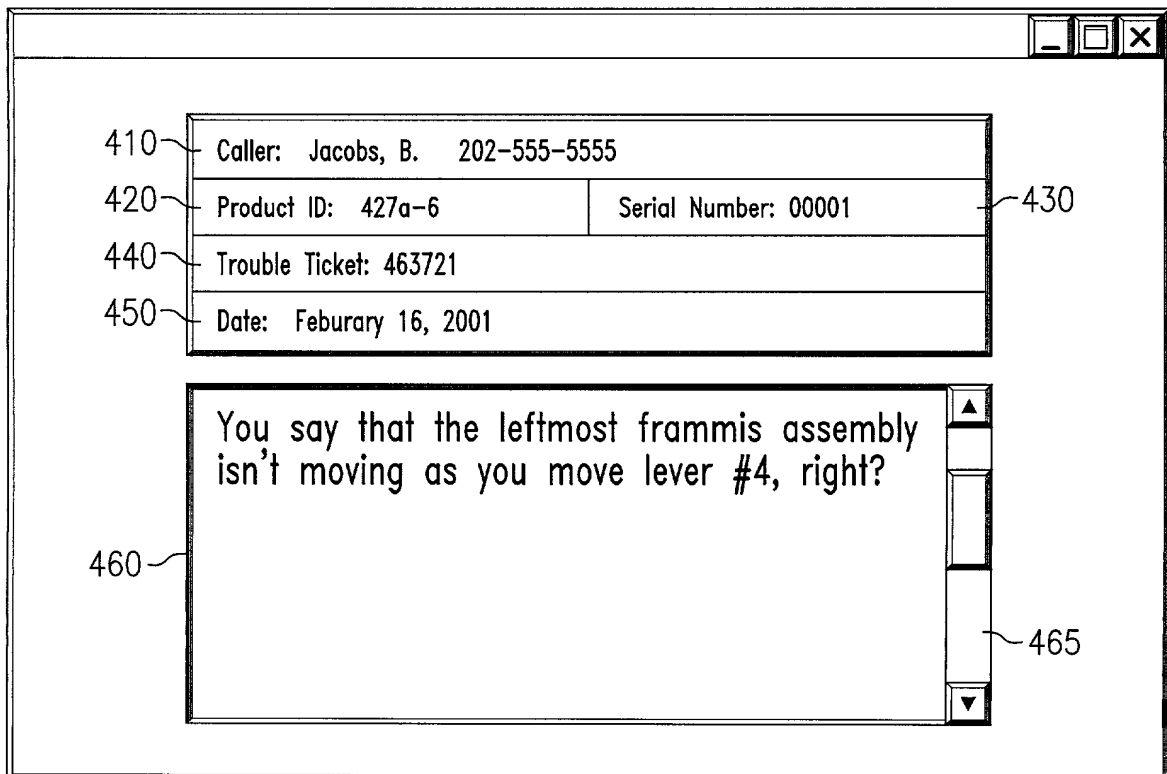 410 Caller: Jacobs, B. 202-555-5555
420 Product ID: 427a-6 Serial Number: 00001 430
440 Trouble Ticket: 463721
450 Date: Feburary 16, 2001
You say that the leftmost frammis assembly
isn't moving as you move lever #4, right?
460
465